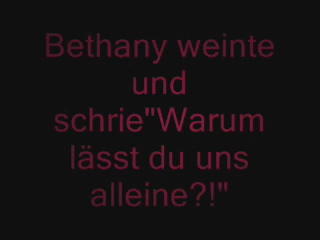 Bethany weinte
und
schrie"Warum
lässt du uns
alleine?!"